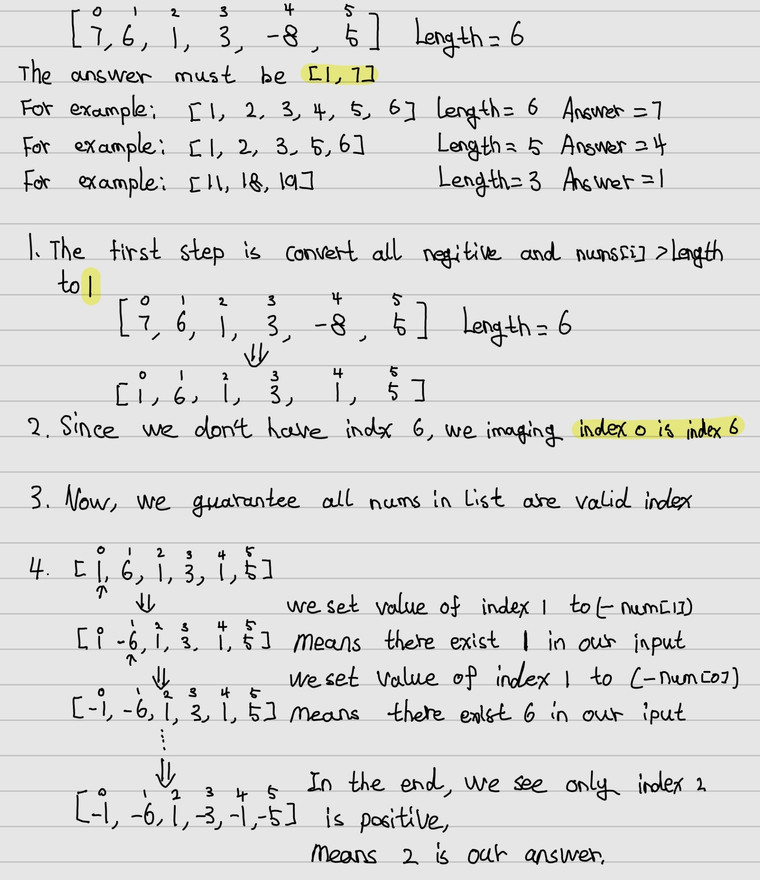 0 1 2 3 4 5
[7, 6, 1, 3, -8, 5] Length = 6
The answer must be [1, 7]
For example: [1, 2, 3, 4, 5, 6] Length = 6 Answer = 7
For example: [1, 2, 3, 5, 6] Length = 5 Answer = 4
For example: [11, 18, 19] Length = 3 Answer = 1
1. The first step is convert all negitive and nums[i] > length
to 1
0 1 2 3 4 5
[7, 6, 1, 3, -8, 5] Length = 6
⇓
0 1 2 3 4 5
[1, 6, 1, 3, 1, 5]
2. Since we don't have indx 6, we imaging index 0 is index 6
3. Now, we guarantee all nums in list are valid index
0 1 2 3 4 5
4. [1, 6, 1, 3, 1, 5]
↑
⇓ we set value of index 1 to (-num[1])
0 1 2 3 4 5
[1 -6, 1, 3, 1, 5] means there exist 1 in our input
↑
⇓ we set value of index 1 to (-num[0])
0 1 2 3 4 5
[-1, -6, 1, 3, 1, 5] means there exist 6 in our iput
⇓ In the end, we see only index 2
0 1 2 3 4 5
[-1, -6, 1, -3, -1, -5] is positive,
means 2 is our answer.